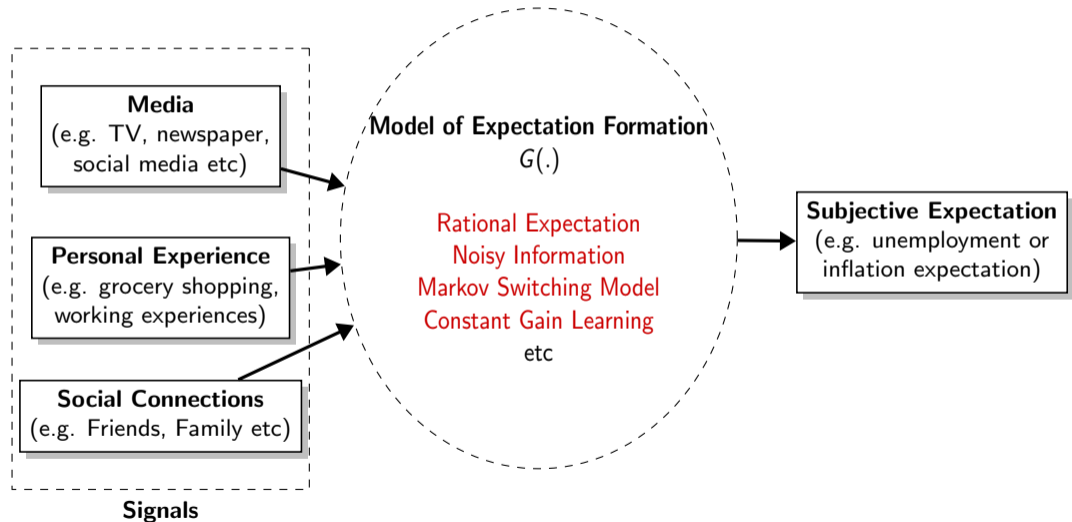 Media
(e.g. TV, newspaper,
social media etc)
Personal Experience
(e.g. grocery shopping,
working experiences)
Social Connections
(e.g. Friends, Family etc)
Signals
Model of Expectation Formation
G(.)
Rational Expectation
Noisy Information
Markov Switching Model
Constant Gain Learning
etc
Subjective Expectation
(e.g. unemployment or
inflation expectation)